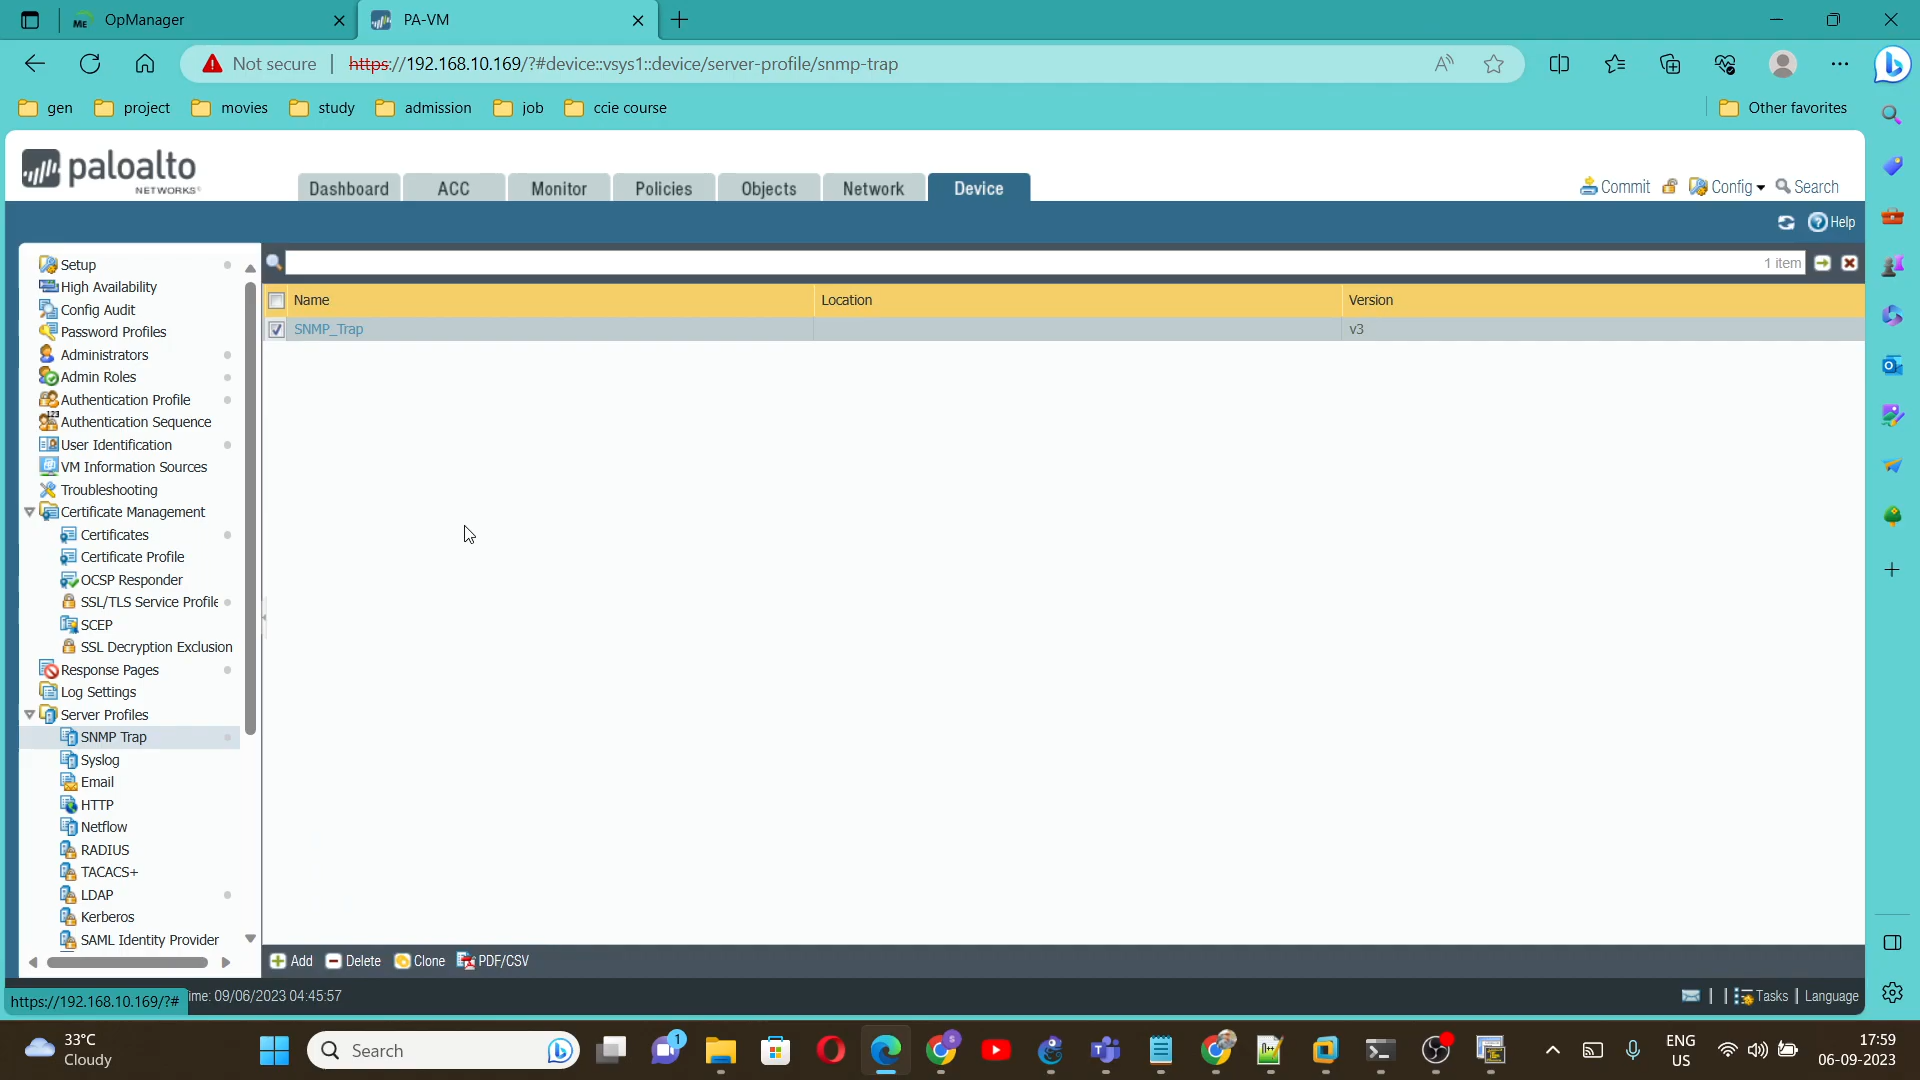 OpManager
PA-VM
Not secure
https://192.168.10.169/?#device::vsys1::device/server-profile/snmp-trap
gen
project
movies
study
admission
job
ccie course
Other favorites
paloalto
NETWORKS®
Dashboard
ACC
Monitor
Policies
Objects
Network
Device
Commit
Config
Search
Help
Setup
High Availability
Config Audit
Password Profiles
Administrators
Admin Roles
Authentication Profile
Authentication Sequence
User Identification
VM Information Sources
Troubleshooting
Certificate Management
Certificates
Certificate Profile
OCSP Responder
SSL/TLS Service Profile
SCEP
SSL Decryption Exclusion
Response Pages
Log Settings
Server Profiles
SNMP Trap
Syslog
Email
HTTP
Netflow
RADIUS
TACACS+
LDAP
Kerberos
SAML Identity Provider
1 item
Name Location Version
SNMP_Trap v3
Add
Delete
Clone
PDF/CSV
https://192.168.10.169/?#
ime: 09/06/2023 04:45:57
Tasks
Language
33°C
Cloudy
Search
1
ENG
US
17:59
06-09-2023